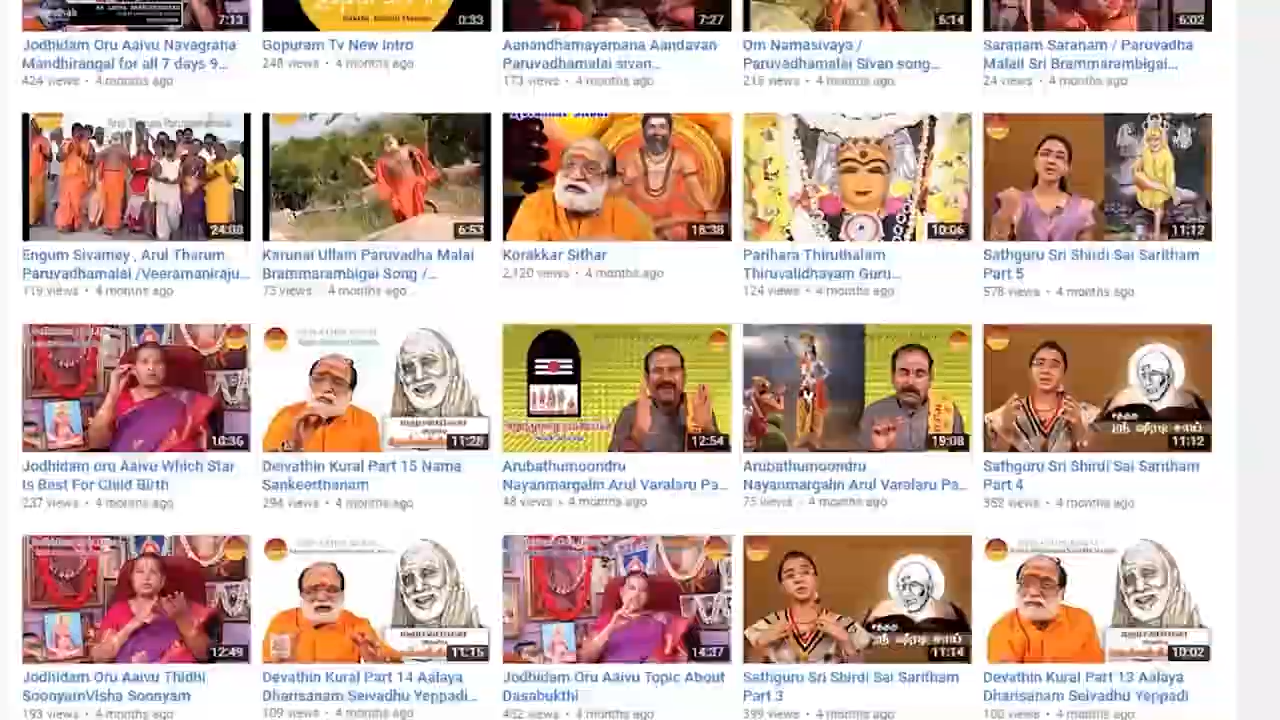 7:13
0:33
7:27
6:14
6:02
Jodhidam Oru Aaivu Navagraha
Mandhirangal for all 7 days 9...
424 views • 4 months ago
Gopuram Tv New Intro
248 views • 4 months ago
Aanandhamayamana Aandavan
Paruvadhamalai sivan...
173 views • 4 months ago
Om Namasivaya /
Paruvadhamalai Sivan song...
215 views • 4 months ago
Saranam Saranam / Paruvadha
Malail Sri Brammarambigai...
24 views • 4 months ago
24:00
6:53
18:38
10:06
11:12
Engum Sivamey , Arul Tharum
Paruvadhamalai /Veeramaniraju...
119 views • 4 months ago
Karunai Ullam Paruvadha Malai
Brammarambigai Song /...
73 views • 4 months ago
Korakkar Sithar
2,120 views • 4 months ago
Parihara Thiruthalam
Thiruvalidhayam Guru...
124 views • 4 months ago
Sathguru Sri Shirdi Sai Saritham
Part 5
578 views • 4 months ago
10:36
11:28
12:54
19:08
11:12
Jodhidam oru Aaivu Which Star
Is Best For Child Birth
237 views • 4 months ago
Deivathin Kural Part 15 Nama
Sankeerthanam
294 views • 4 months ago
Arubathumoondru
Nayanmargalin Arul Varalaru Pa...
48 views • 4 months ago
Arubathumoondru
Nayanmargalin Arul Varalaru Pa...
75 views • 4 months ago
Sathguru Sri Shirdi Sai Saritham
Part 4
352 views • 4 months ago
12:49
11:15
14:37
11:14
10:02
Jodhidam Oru Aaivu Thidhi
SoonyamVisha Soonyam
193 views • 4 months ago
Devathin Kural Part 14 Aalaya
Dharisanam Seivadhu Yeppadi...
109 views • 4 months ago
Jodhidam Oru Aaivu Topic About
Dasabukthi
452 views • 4 months ago
Sathguru Sri Shirdi Sai Saritham
Part 3
399 views • 4 months ago
Devathin Kural Part 13 Aalaya
Dharisanam Seivadhu Yeppadi
100 views • 4 months ago